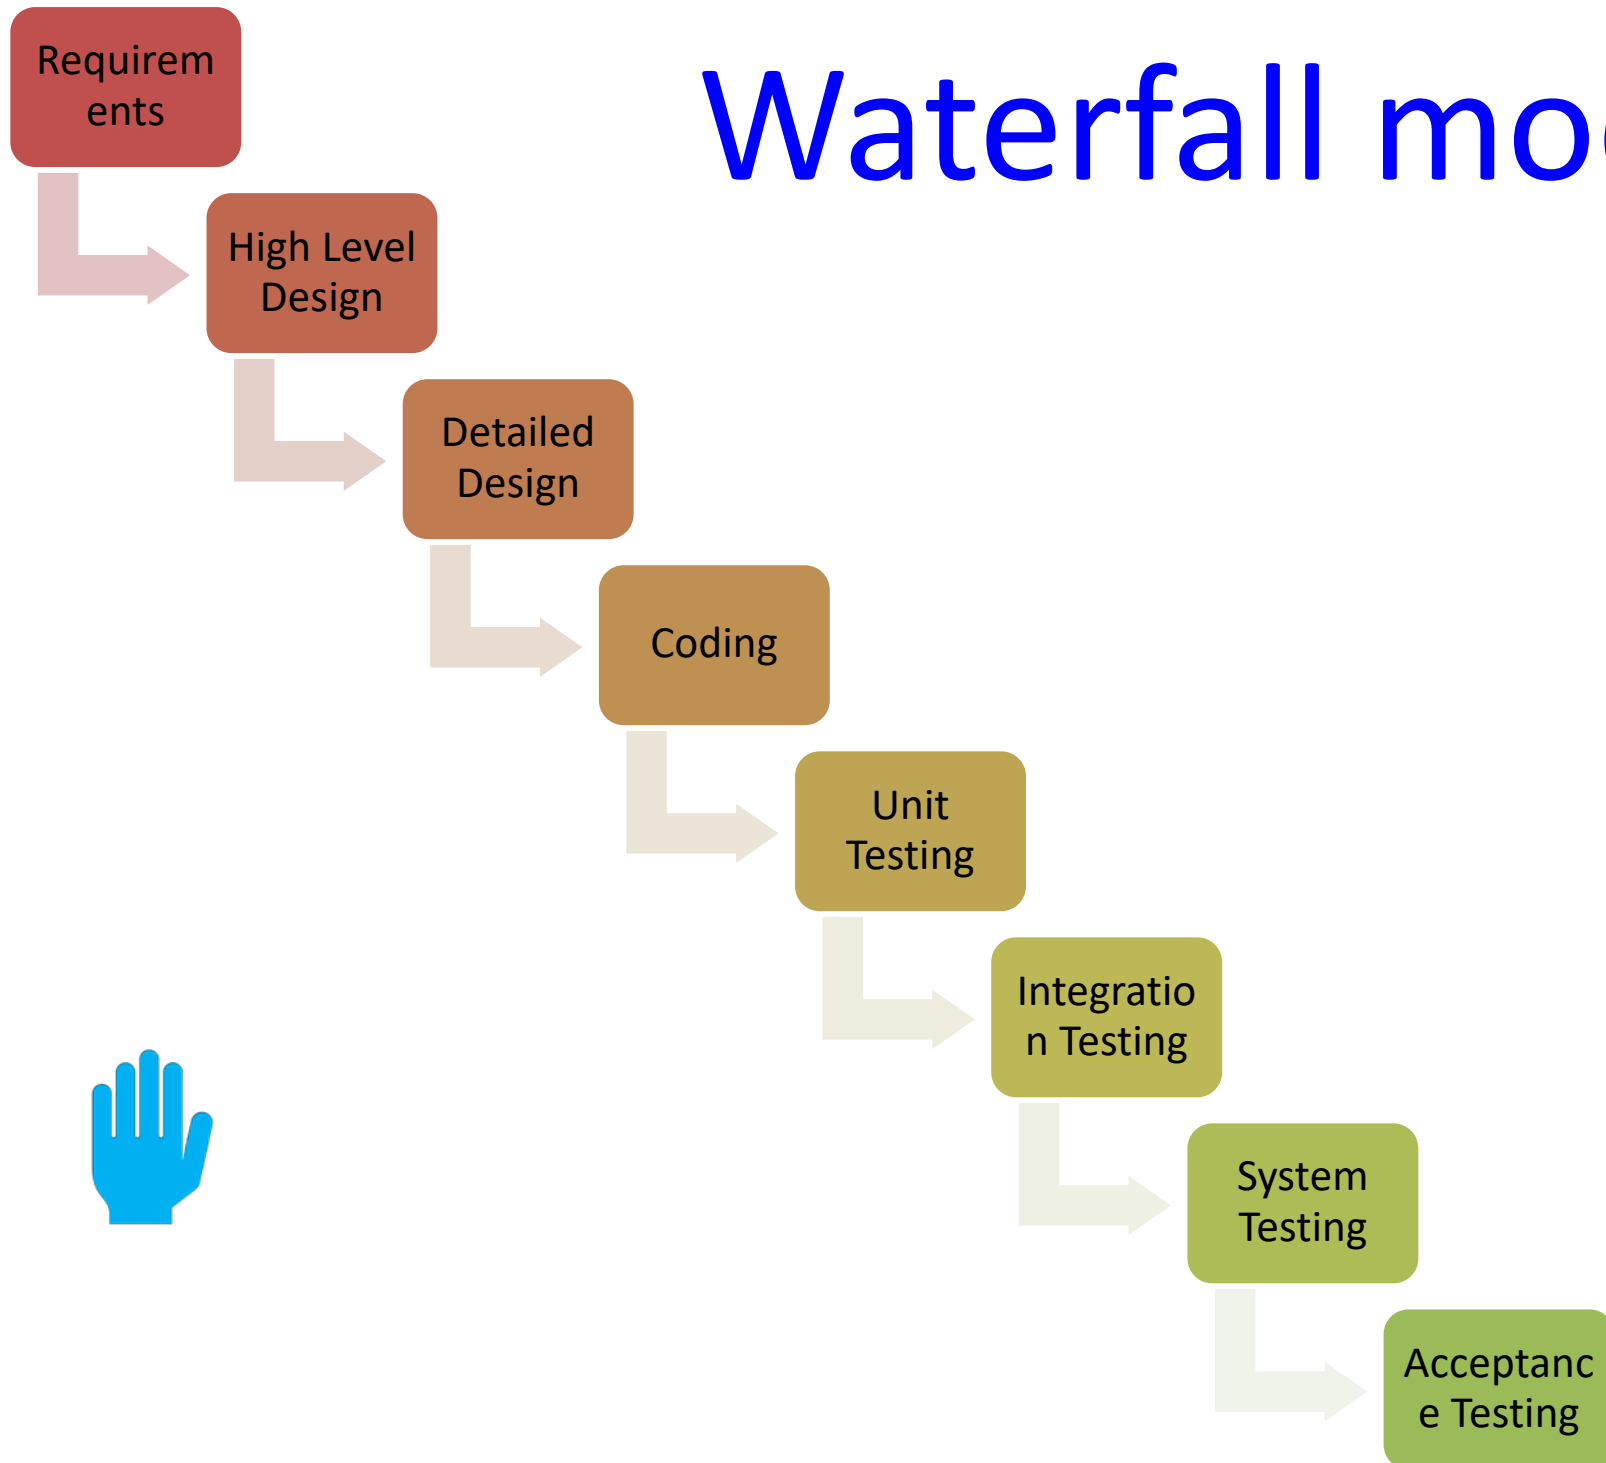 Requirem
ents
Waterfall mo
High Level
Design
Detailed
Design
Coding
Unit
Testing
Integratio
n Testing
System
Testing
Acceptanc
e Testing